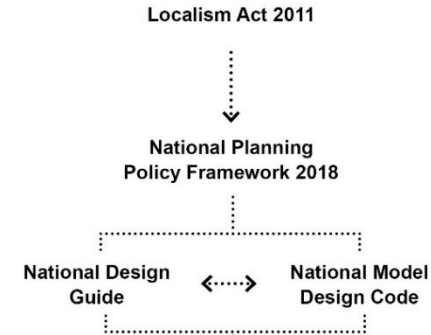 Localism Act 2011
National Planning
Policy Framework 2018
National Design
Guide
National Model
Design Code